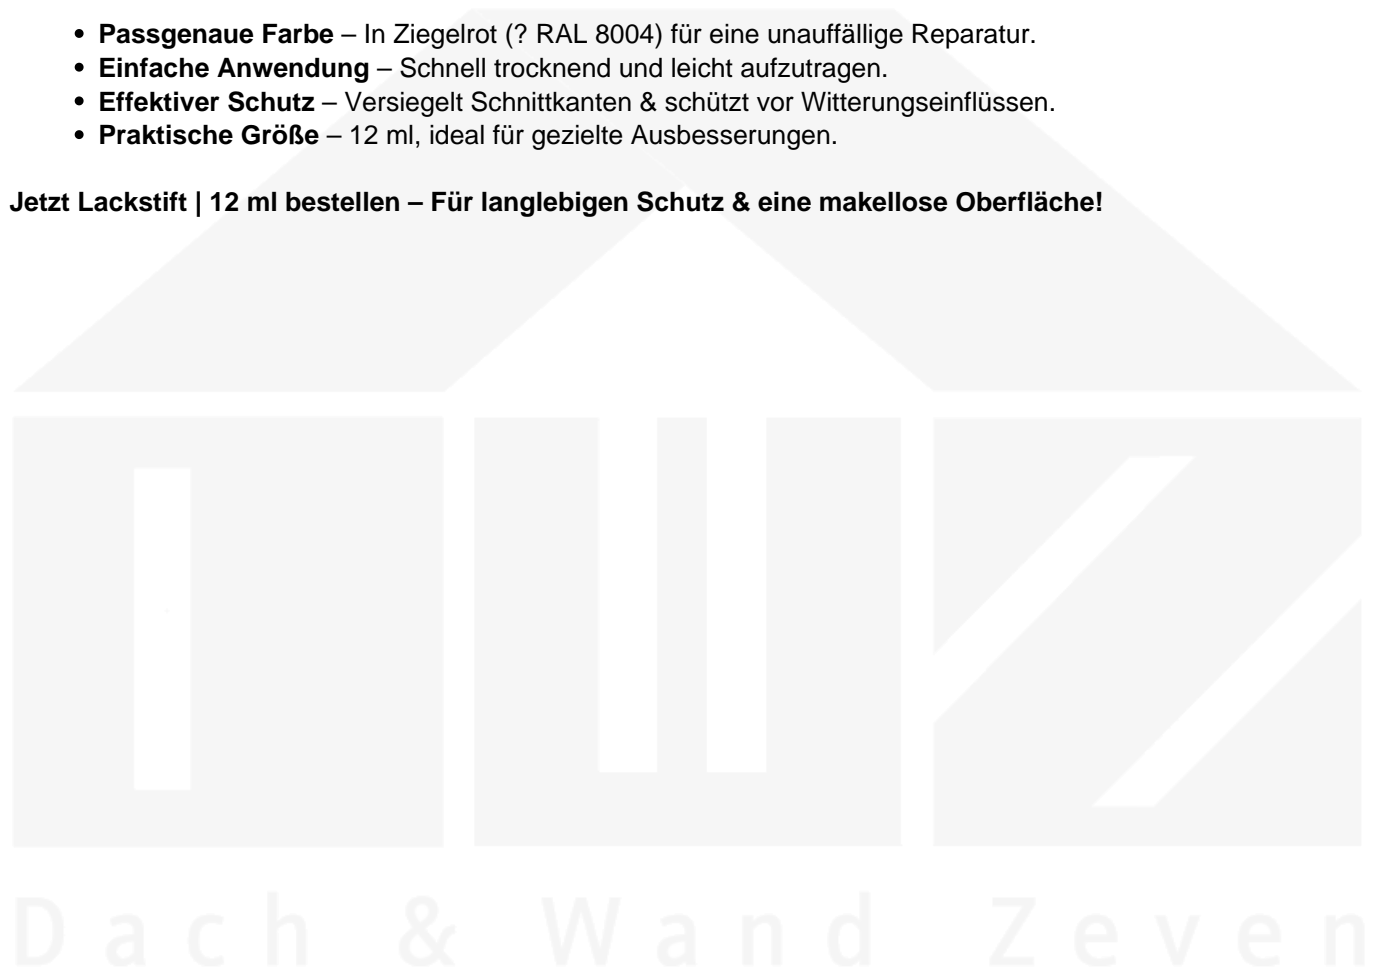 • Passgenaue Farbe – In Ziegelrot (? RAL 8004) für eine unauffällige Reparatur.
• Einfache Anwendung – Schnell trocknend und leicht aufzutragen.
• Effektiver Schutz – Versiegelt Schnittkanten & schützt vor Witterungseinflüssen.
• Praktische Größe – 12 ml, ideal für gezielte Ausbesserungen.
Jetzt Lackstift | 12 ml bestellen – Für langlebigen Schutz & eine makellose Oberfläche!
Dach & Wand Zeven